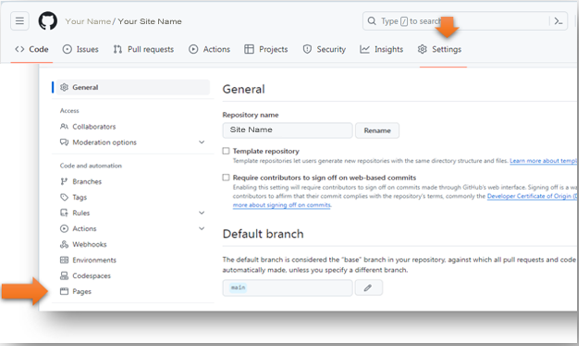 Your Name / Your Site Name
Type / to search
Code Issues Pull requests Actions Projects Security Insights Settings
General
Access
Collaborators
Moderation options
Code and automation
Branches
Tags
Rules
Actions
Webhooks
Environments
Codespaces
Pages
General
Repository name
Site Name Rename
Template repository
Template repositories let users generate new repositories with the same directory structure and files. Learn more about
Require contributors to sign off on web-based commits
Enabling this setting will require contributors to sign off on commits made through GitHub's web interface. Signing off is a
contributors to affirm that their commit complies with the repository's terms, commonly the Developer Certificate of Origin
more about signing off on commits.
Default branch
The default branch is considered the "base" branch in your repository, against which all pull requests and code
automatically made, unless you specify a different branch.
main